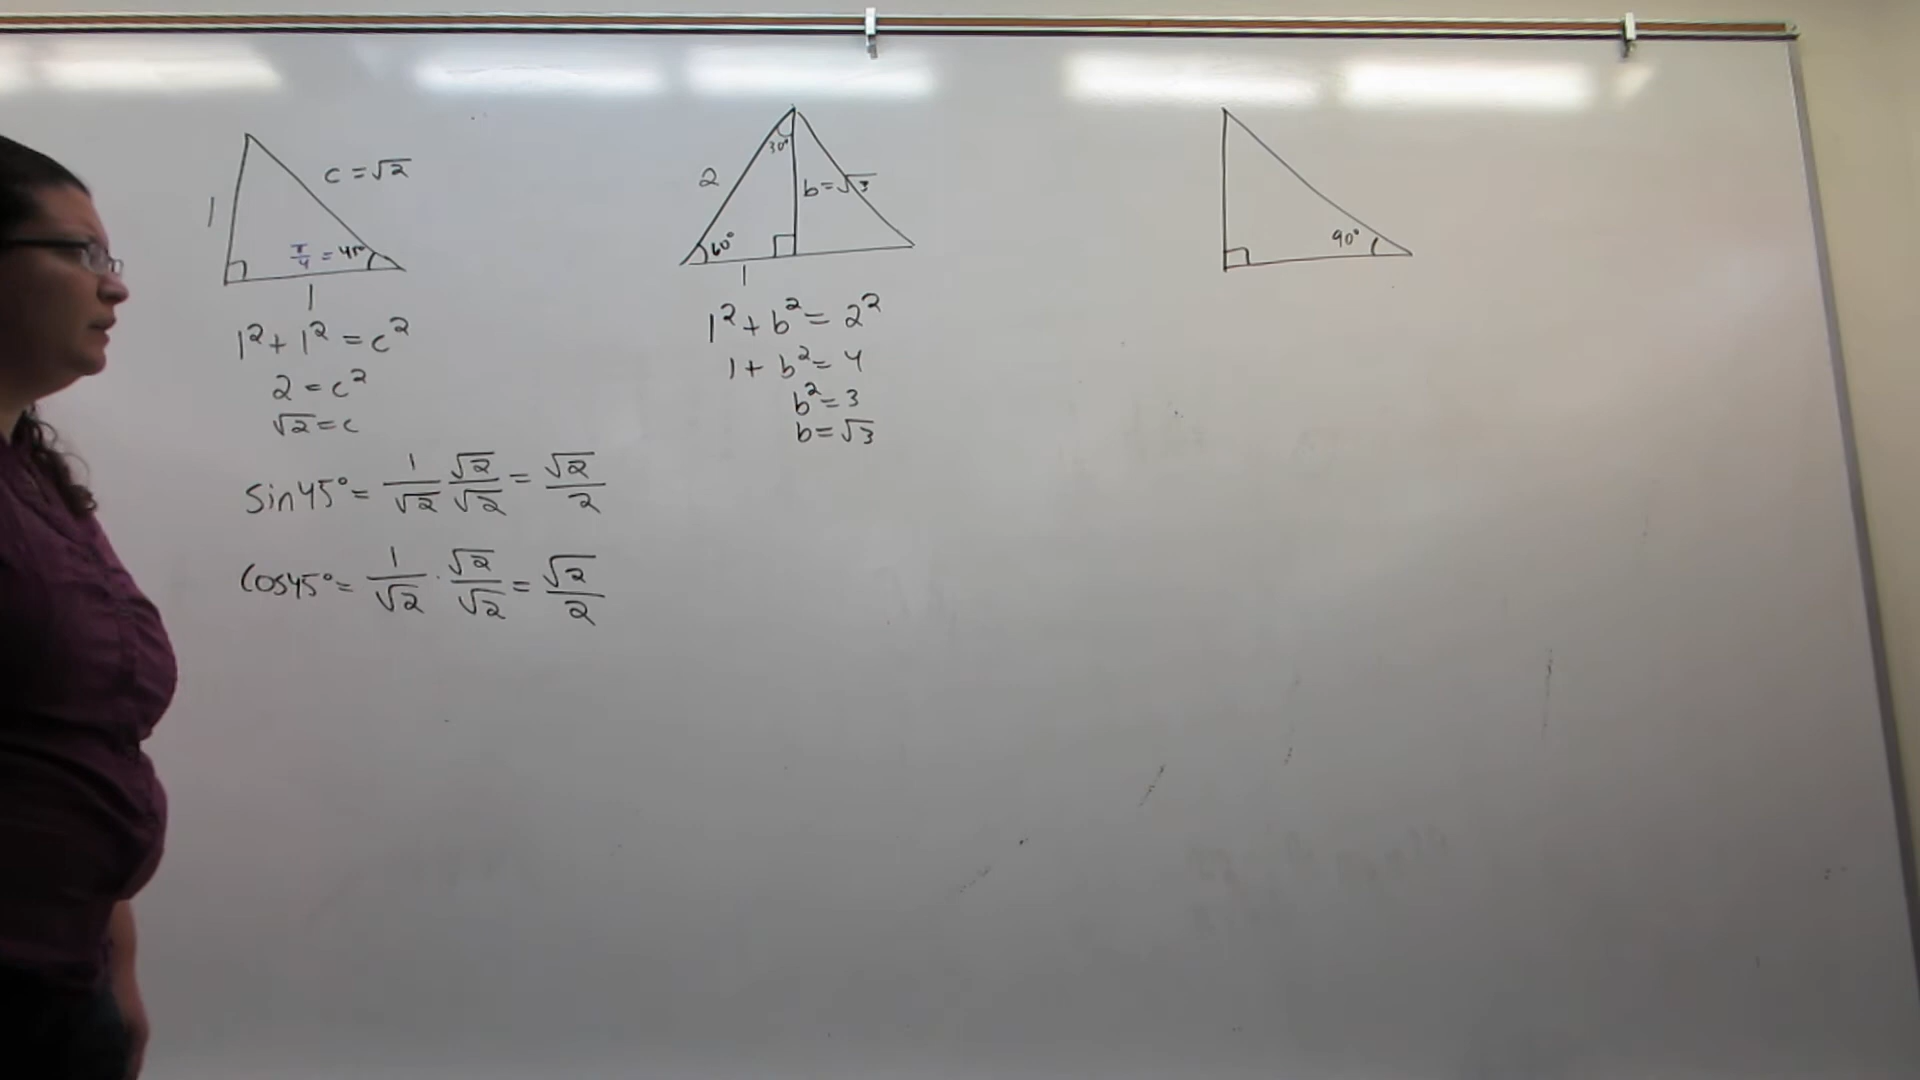 1
c = √2
π/4 = 45°
1
1² + 1² = c²
2 = c²
√2 = c
sin 45° = 1/√2 √2/√2 = √2/2
cos 45° = 1/√2 · √2/√2 = √2/2
30°
2
b = √3
60°
1
1² + b² = 2²
1 + b² = 4
b² = 3
b = √3
90°